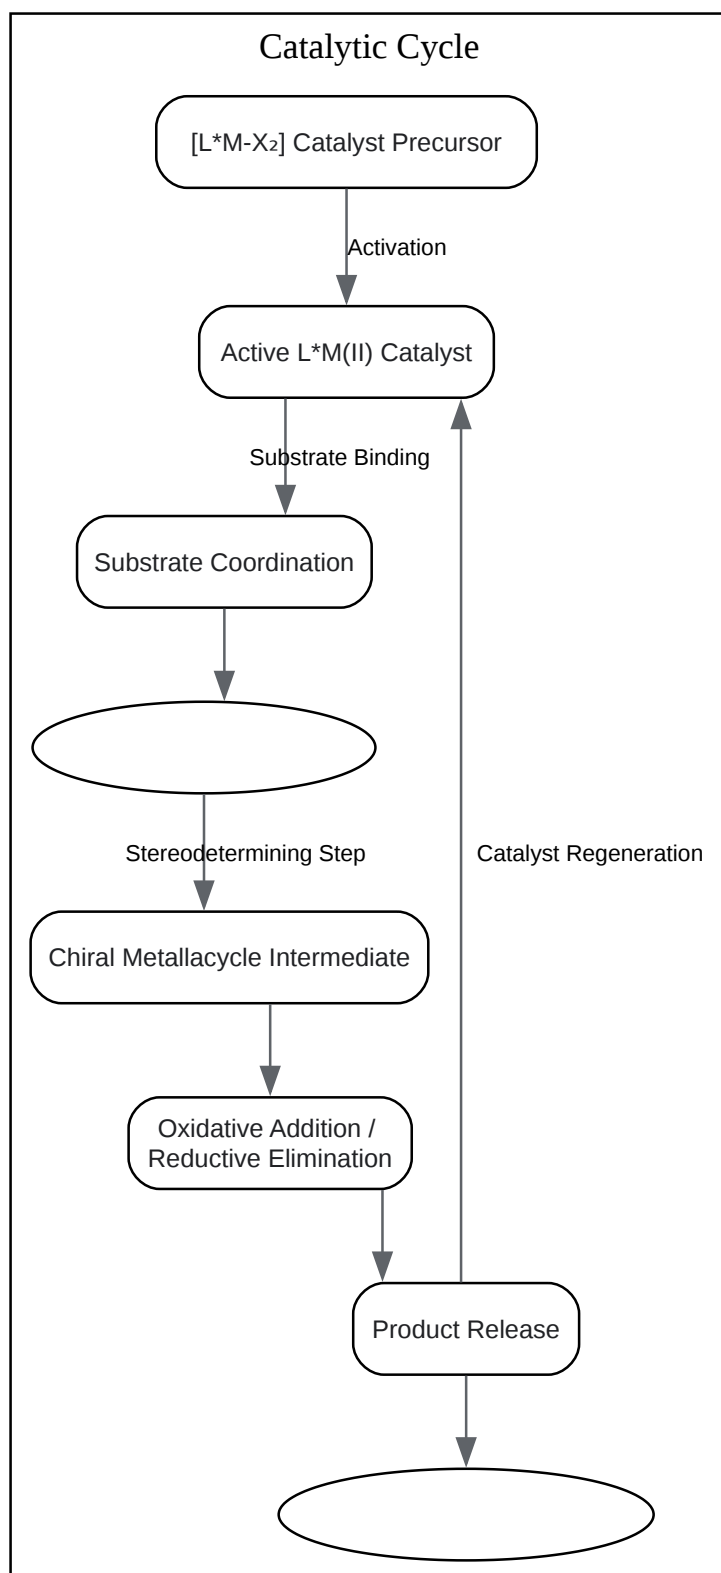 Catalytic Cycle
[L*M-X₂] Catalyst Precursor
Activation
Active L*M(II) Catalyst
Substrate Binding
Substrate Coordination
Stereodetermining Step
Catalyst Regeneration
Chiral Metallacycle Intermediate
Oxidative Addition /
Reductive Elimination
Product Release